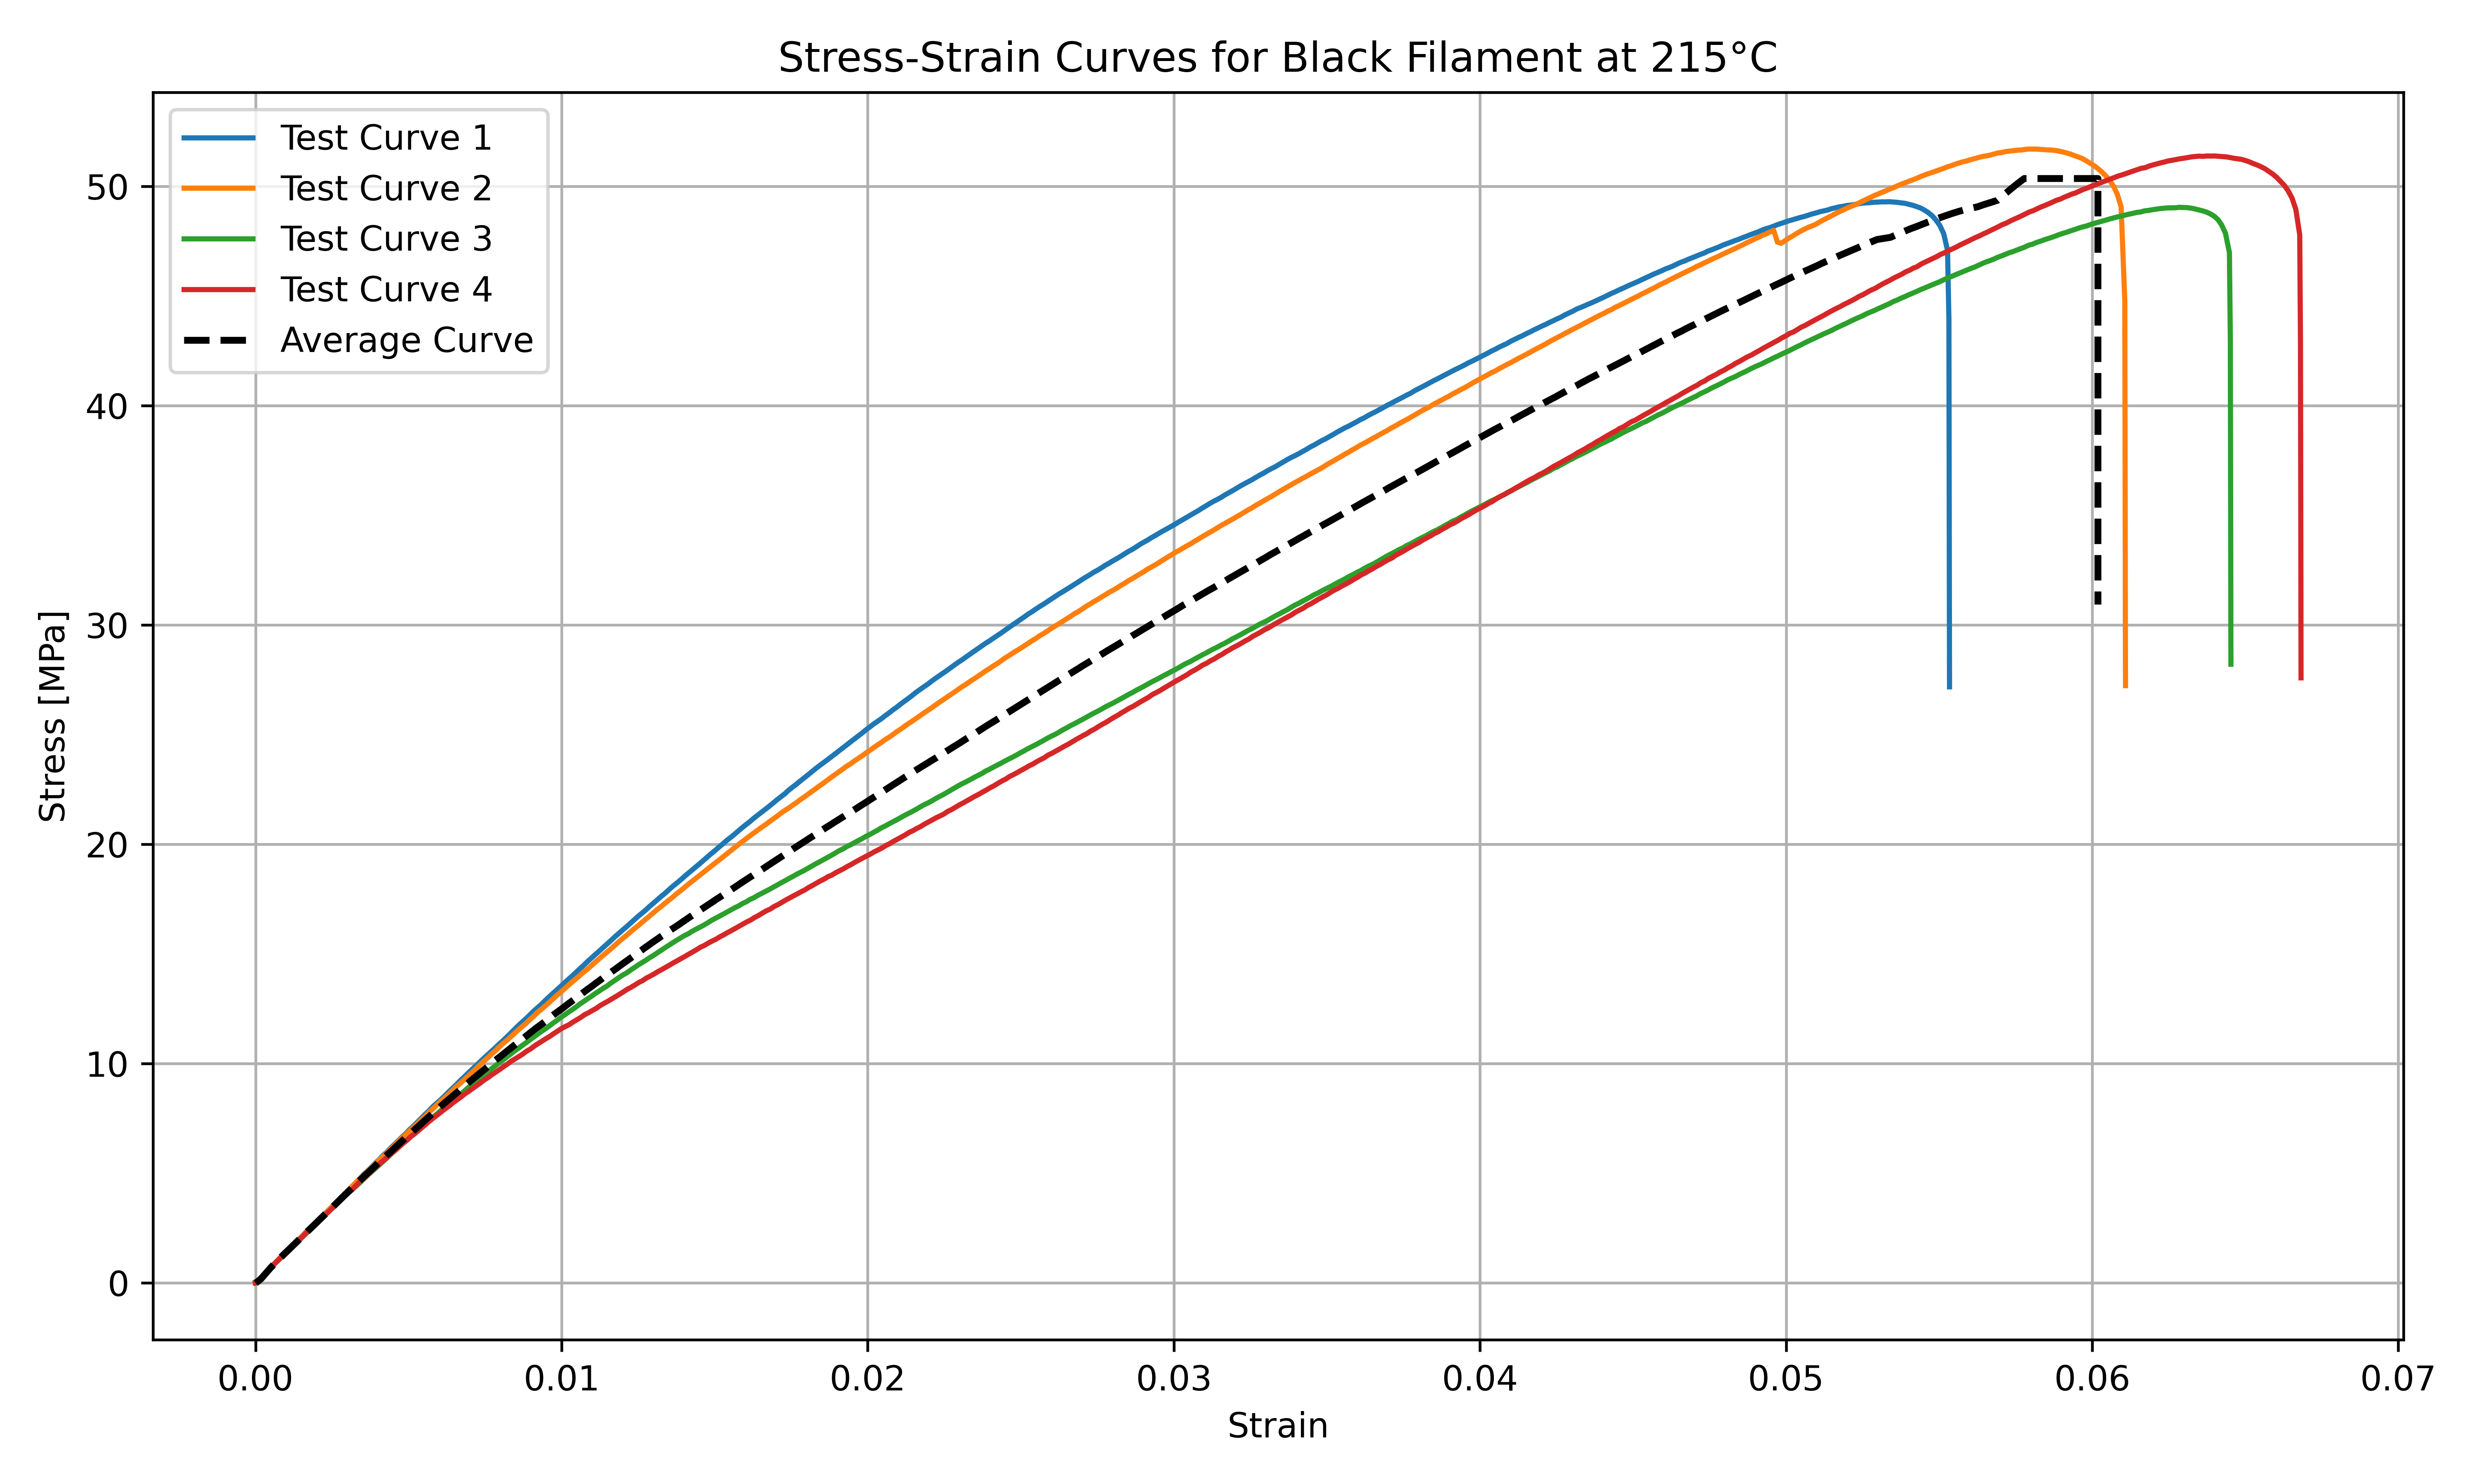 Stress-Strain Curves for Black Filament at 215°C
Test Curve 1
Test Curve 2
Test Curve 3
Test Curve 4
Average Curve
Stress [MPa]
50
40
30
20
10
0
0.00 0.01 0.02 0.03 0.04 0.05 0.06 0.07
Strain